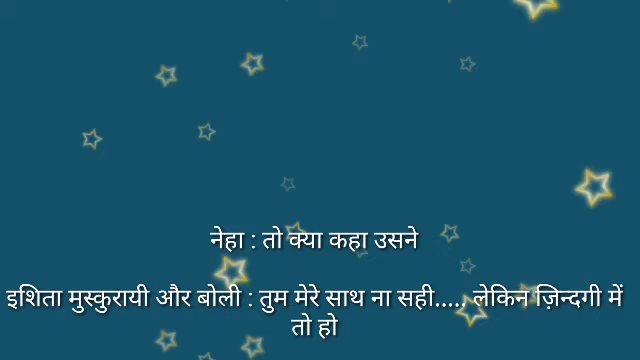 नेहा : तो क्या कहा उसने
इशिता मुस्कुरायी और बोली : तुम मेरे साथ ना सही..... लेकिन ज़िन्दगी में
तो हो